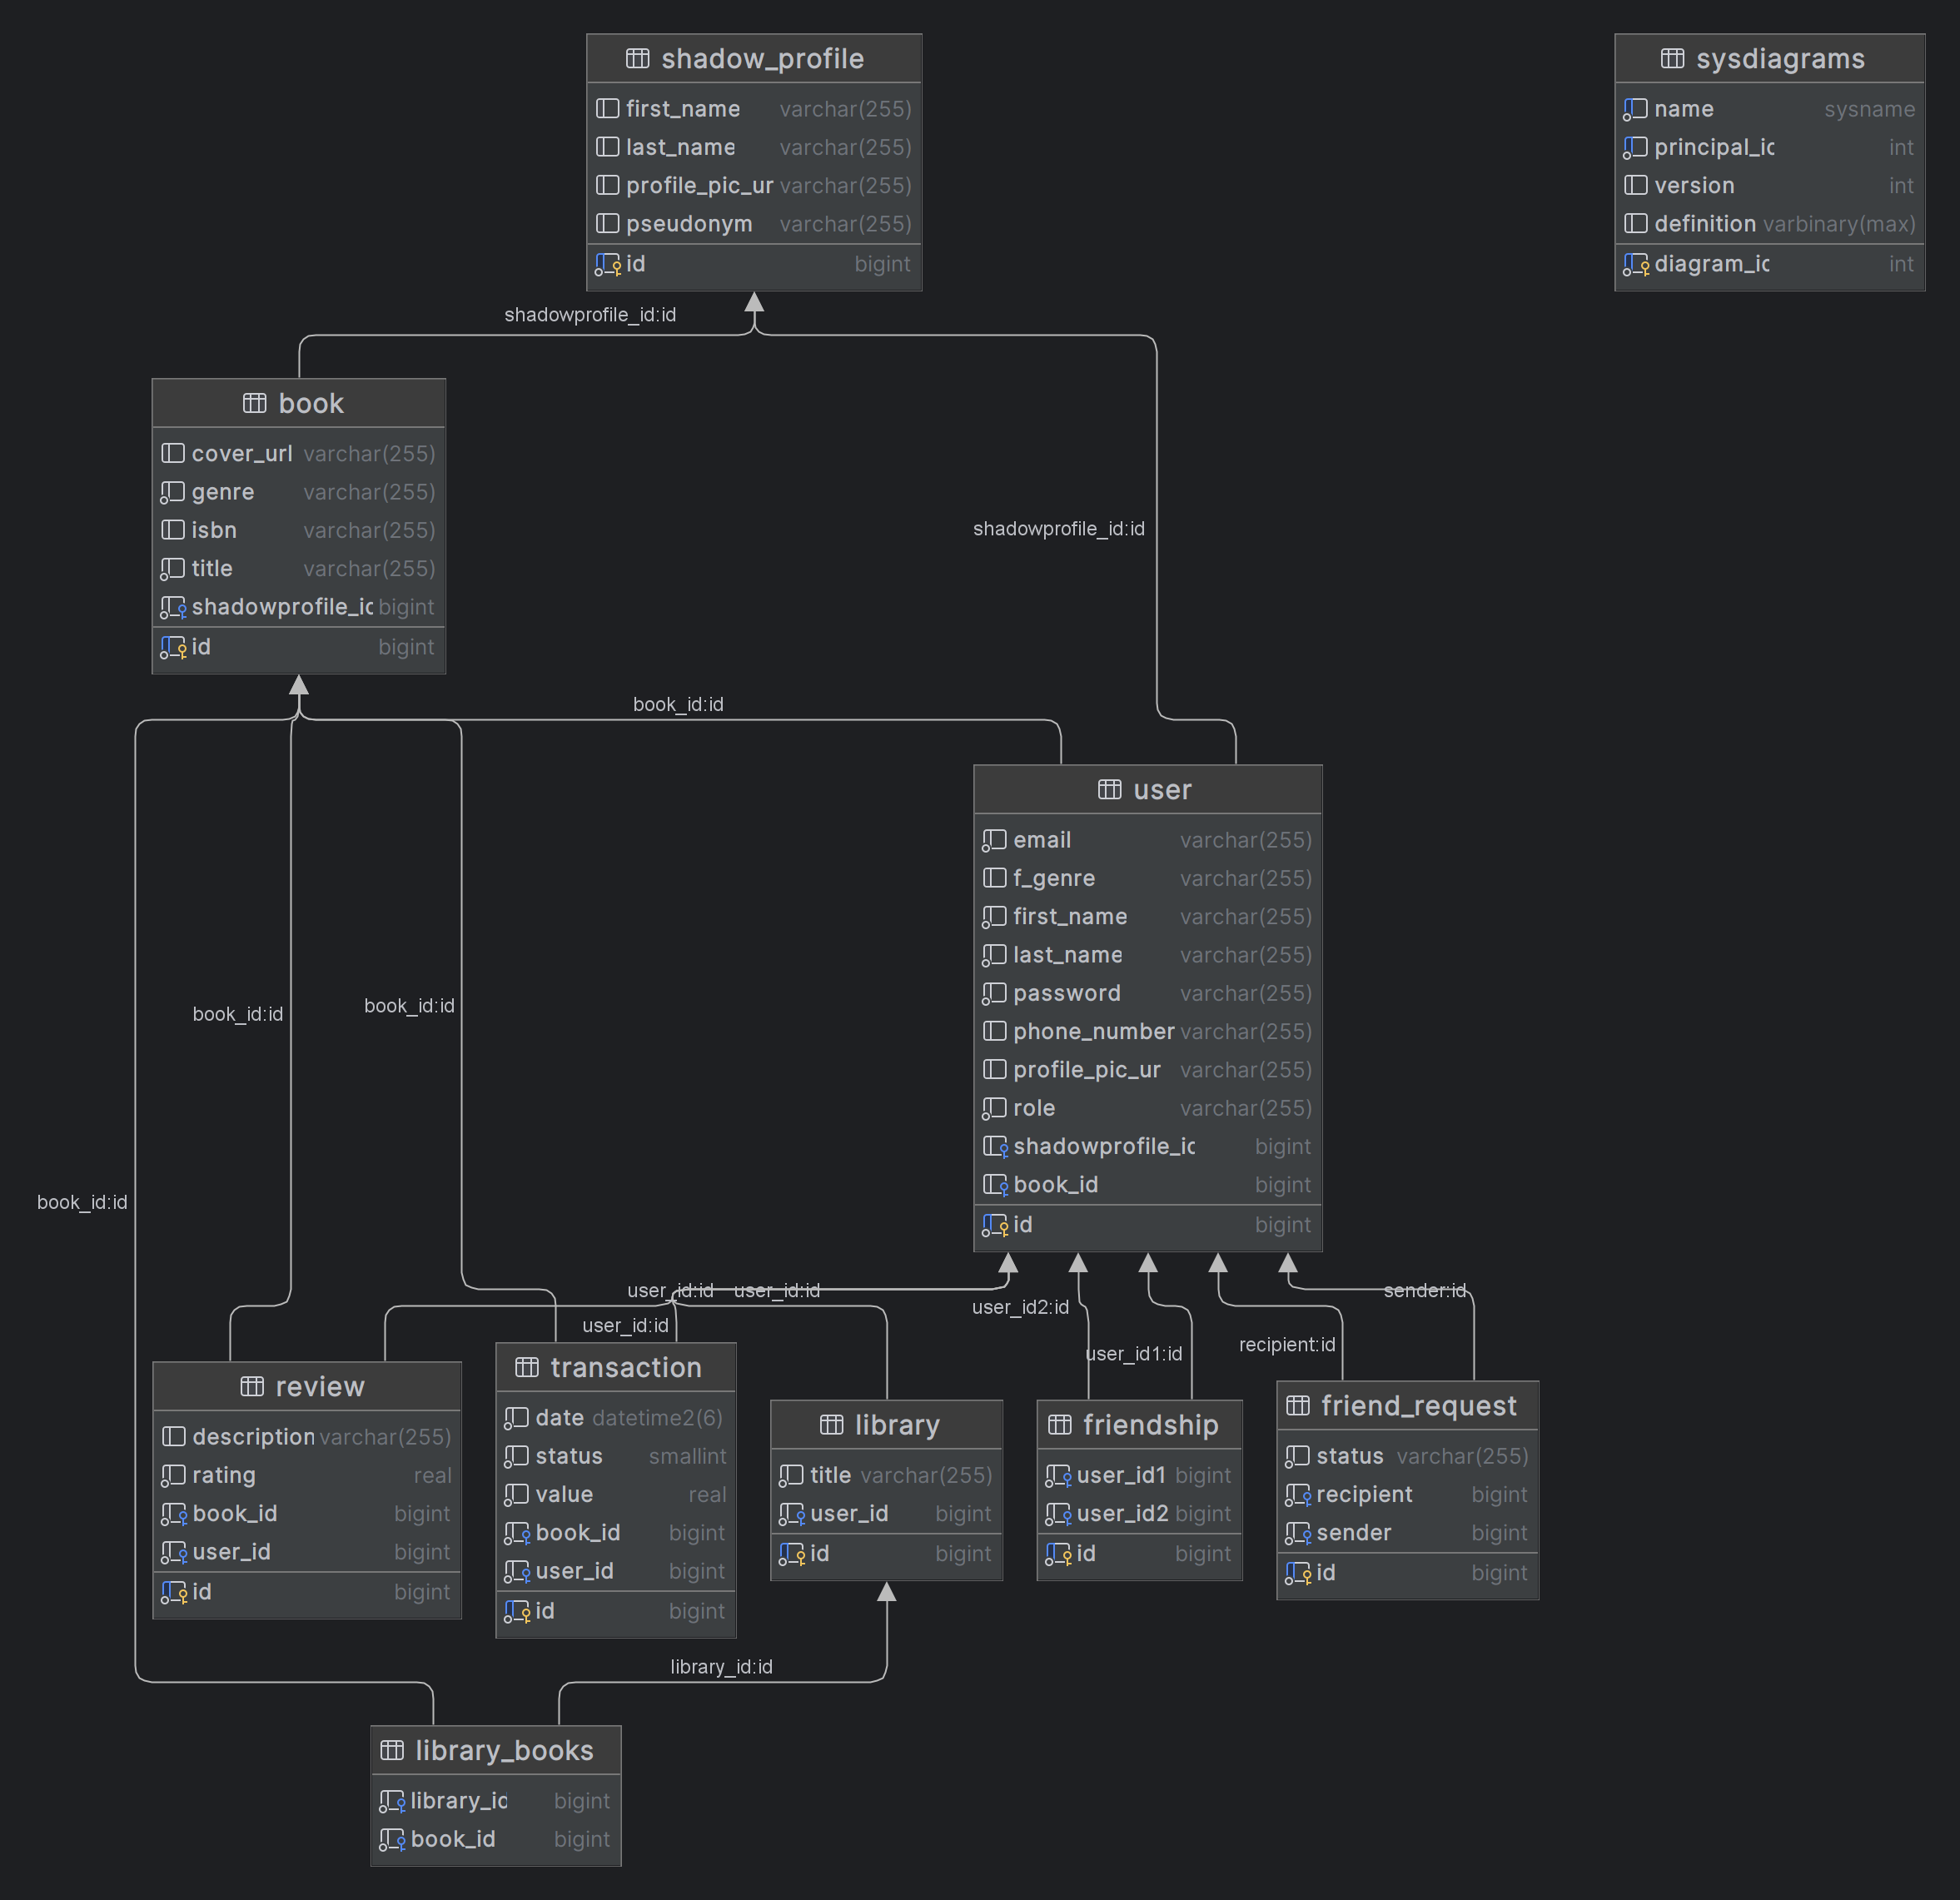 shadow_profile
first_name varchar(255)
last_name varchar(255)
profile_pic_ur varchar(255)
pseudonym varchar(255)
id bigint
sysdiagrams
name sysname
principal_ic int
version int
definition varbinary(max)
diagram_ic int
shadowprofile_id:id
book
cover_url varchar(255)
genre varchar(255)
isbn varchar(255)
title varchar(255)
shadowprofile_ic bigint
id bigint
shadowprofile_id:id
book_id:id
user
email varchar(255)
f_genre varchar(255)
first_name varchar(255)
last_name varchar(255)
password varchar(255)
phone_number varchar(255)
profile_pic_ur varchar(255)
role varchar(255)
shadowprofile_ic bigint
book_id bigint
id bigint
book_id:id
book_id:id
book_id:id
user_id:id
user_id:id
user_id:id
user_id2:id
user_id1:id
recipient:id
sender:id
review
description varchar(255)
rating real
book_id bigint
user_id bigint
id bigint
transaction
date datetime2(6)
status smallint
value real
book_id bigint
user_id bigint
id bigint
library
title varchar(255)
user_id bigint
id bigint
friendship
user_id1 bigint
user_id2 bigint
id bigint
friend_request
status varchar(255)
recipient bigint
sender bigint
id bigint
library_id:id
library_books
library_id bigint
book_id bigint